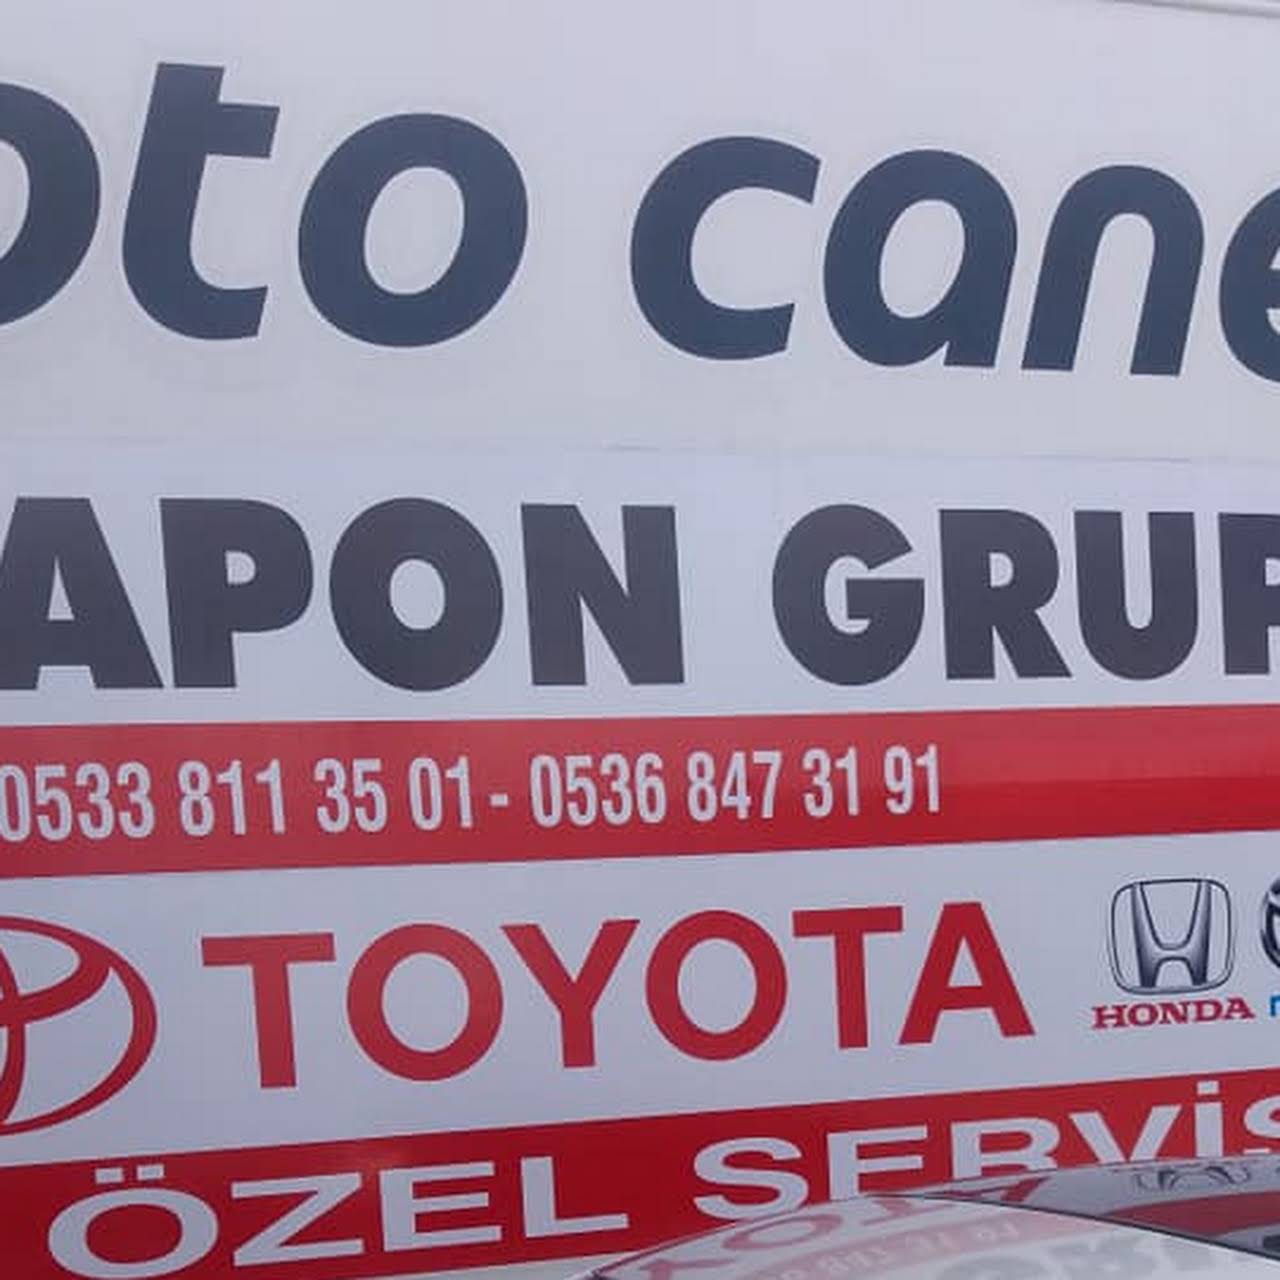 oto cane
APON GRUP
0533 811 35 01 - 0536 847 31 91
TOYOTA
HONDA
ÖZEL SERVİS